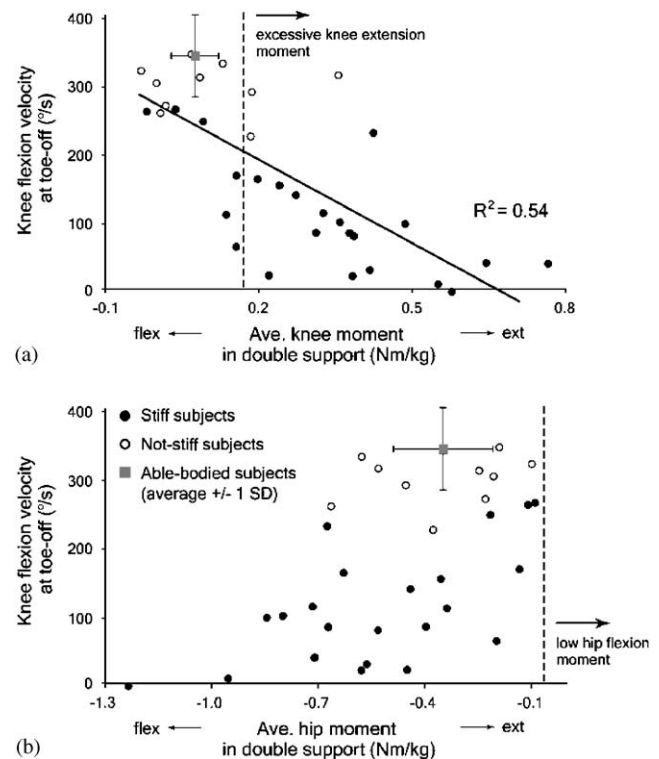 (a)
Knee flexion velocity
at toe-off (°/s)
400
300
200
100
0
excessive knee extension
moment
R² = 0.54
-0.1
0.2
0.5
0.8
flex ←
Ave. knee moment
in double support (Nm/kg)
→ ext
(b)
Knee flexion velocity
at toe-off (°/s)
400
300
200
100
0
Stiff subjects
Not-stiff subjects
Able-bodied subjects
(average +/- 1 SD)
low hip flexion
moment
-1.3
-1.0
-0.7
-0.4
-0.1
flex ←
Ave. hip moment
in double support (Nm/kg)
→ ext